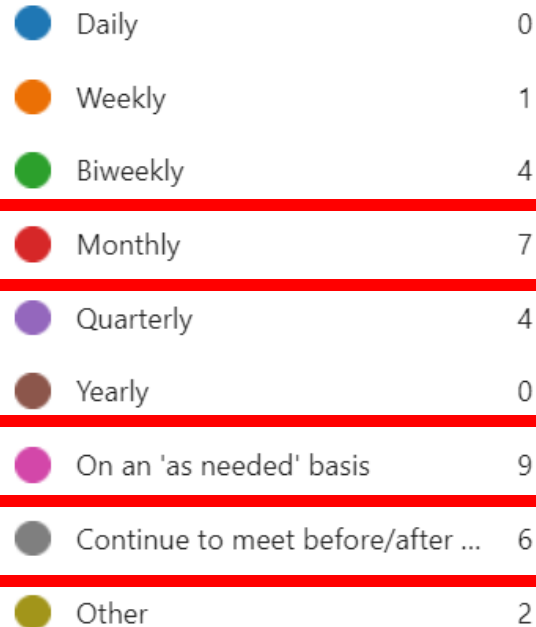 Daily 0
Weekly 1
Biweekly 4
Monthly 7
Quarterly 4
Yearly 0
On an 'as needed' basis 9
Continue to meet before/after ... 6
Other 2